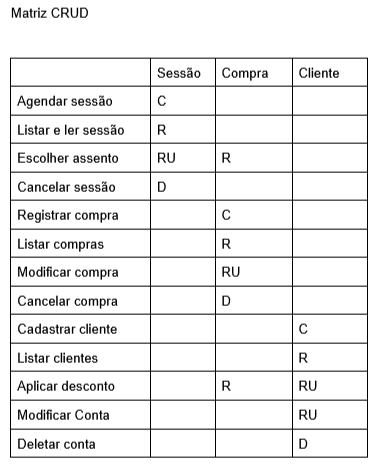 Matriz CRUD
Sessão Compra Cliente
Agendar sessão C
Listar e ler sessão R
Escolher assento RU R
Cancelar sessão D
Registrar compra C
Listar compras R
Modificar compra RU
Cancelar compra D
Cadastrar cliente C
Listar clientes R
Aplicar desconto R RU
Modificar Conta RU
Deletar conta D